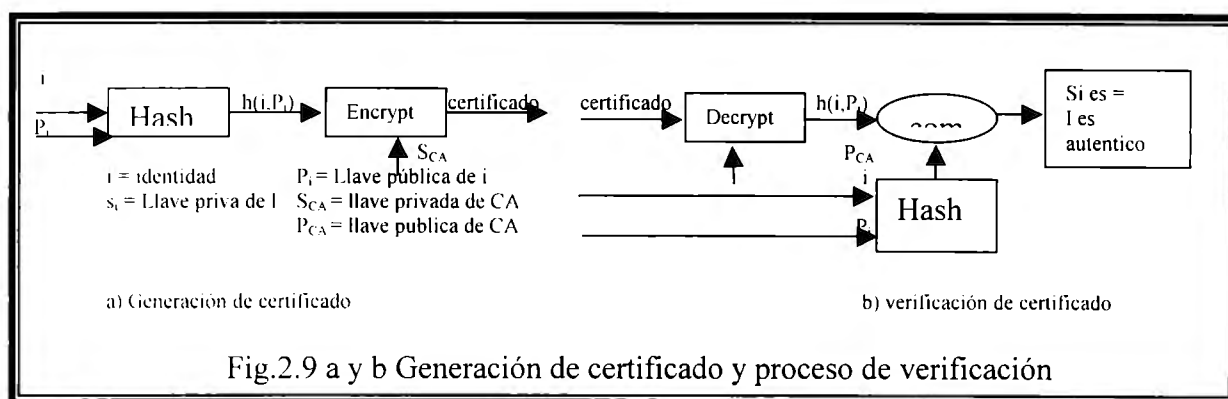 i
P_i
Hash
h(i,P_i)
Encrypt
certificado
S_CA
i = identidad
s_i = Llave priva de I
P_i = Llave pública de i
S_CA = llave privada de CA
P_CA = llave publica de CA
a) Generación de certificado
certificado
Decrypt
h(i,P_i)
Si es =
I es
autentico
P_CA
i
P_i
Hash
b) verificación de certificado
Fig.2.9 a y b Generación de certificado y proceso de verificación